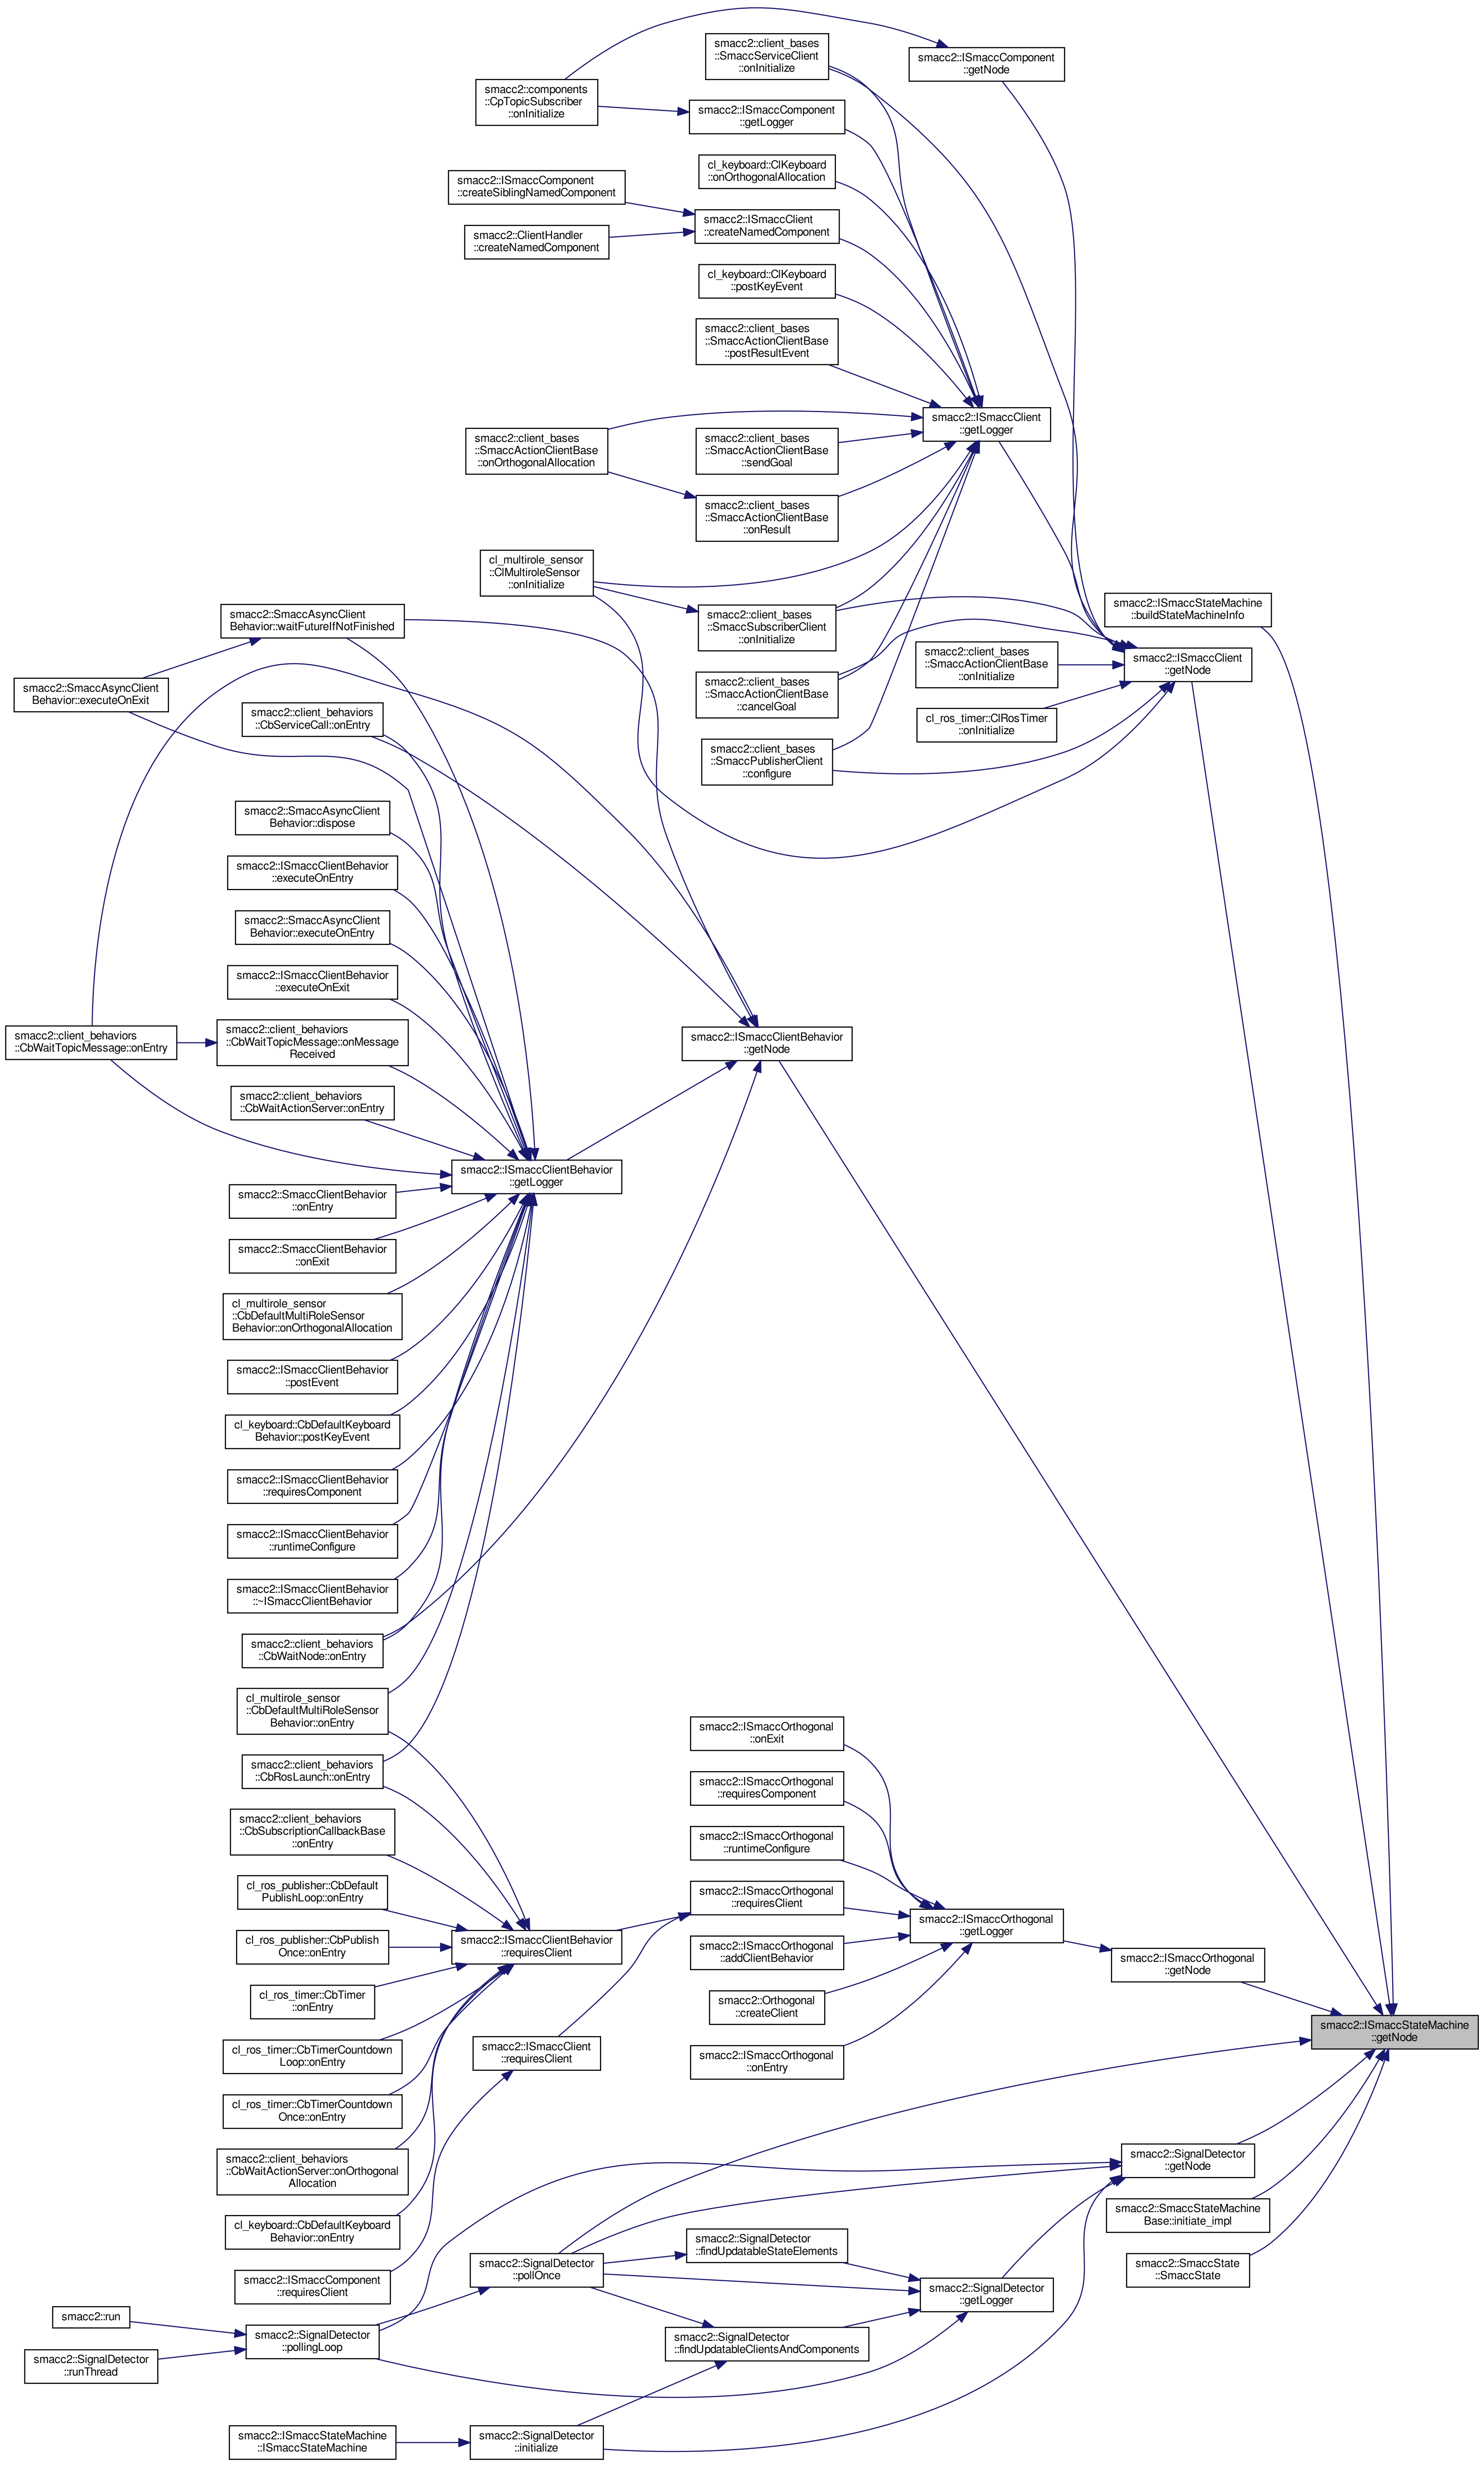 smacc2::client_bases
::SmaccServiceClient
::onInitialize
smacc2::ISmaccComponent
::getNode
smacc2::components
::CpTopicSubscriber
::onInitialize
smacc2::ISmaccComponent
::getLogger
cl_keyboard::ClKeyboard
::onOrthogonalAllocation
smacc2::ISmaccComponent
::createSiblingNamedComponent
smacc2::ISmaccClient
::createNamedComponent
smacc2::ClientHandler
::createNamedComponent
cl_keyboard::ClKeyboard
::postKeyEvent
smacc2::client_bases
::SmaccActionClientBase
::postResultEvent
smacc2::ISmaccClient
::getLogger
smacc2::client_bases
::SmaccActionClientBase
::onOrthogonalAllocation
smacc2::client_bases
::SmaccActionClientBase
::sendGoal
smacc2::client_bases
::SmaccActionClientBase
::onResult
cl_multirole_sensor
::ClMultiroleSensor
::onInitialize
smacc2::ISmaccStateMachine
::buildStateMachineInfo
smacc2::SmaccAsyncClient
Behavior::waitFutureIfNotFinished
smacc2::client_bases
::SmaccSubscriberClient
::onInitialize
smacc2::client_bases
::SmaccActionClientBase
::onInitialize
smacc2::ISmaccClient
::getNode
smacc2::SmaccAsyncClient
Behavior::executeOnExit
smacc2::client_bases
::SmaccActionClientBase
::cancelGoal
smacc2::client_behaviors
::CbServiceCall::onEntry
cl_ros_timer::ClRosTimer
::onInitialize
smacc2::client_bases
::SmaccPublisherClient
::configure
smacc2::SmaccAsyncClient
Behavior::dispose
smacc2::ISmaccClientBehavior
::executeOnEntry
smacc2::SmaccAsyncClient
Behavior::executeOnEntry
smacc2::ISmaccClientBehavior
::executeOnExit
smacc2::client_behaviors
::CbWaitTopicMessage::onEntry
smacc2::client_behaviors
::CbWaitTopicMessage::onMessage
Received
smacc2::ISmaccClientBehavior
::getNode
smacc2::client_behaviors
::CbWaitActionServer::onEntry
smacc2::ISmaccClientBehavior
::getLogger
smacc2::SmaccClientBehavior
::onEntry
smacc2::SmaccClientBehavior
::onExit
cl_multirole_sensor
::CbDefaultMultiRoleSensor
Behavior::onOrthogonalAllocation
smacc2::ISmaccClientBehavior
::postEvent
cl_keyboard::CbDefaultKeyboard
Behavior::postKeyEvent
smacc2::ISmaccClientBehavior
::requiresComponent
smacc2::ISmaccClientBehavior
::runtimeConfigure
smacc2::ISmaccClientBehavior
::~ISmaccClientBehavior
smacc2::client_behaviors
::CbWaitNode::onEntry
cl_multirole_sensor
::CbDefaultMultiRoleSensor
Behavior::onEntry
smacc2::ISmaccOrthogonal
::onExit
smacc2::client_behaviors
::CbRosLaunch::onEntry
smacc2::ISmaccOrthogonal
::requiresComponent
smacc2::client_behaviors
::CbSubscriptionCallbackBase
::onEntry
smacc2::ISmaccOrthogonal
::runtimeConfigure
cl_ros_publisher::CbDefault
PublishLoop::onEntry
smacc2::ISmaccOrthogonal
::requiresClient
smacc2::ISmaccOrthogonal
::getLogger
cl_ros_publisher::CbPublish
Once::onEntry
smacc2::ISmaccClientBehavior
::requiresClient
smacc2::ISmaccOrthogonal
::addClientBehavior
smacc2::ISmaccOrthogonal
::getNode
cl_ros_timer::CbTimer
::onEntry
smacc2::Orthogonal
::createClient
smacc2::ISmaccStateMachine
::getNode
cl_ros_timer::CbTimerCountdown
Loop::onEntry
smacc2::ISmaccClient
::requiresClient
smacc2::ISmaccOrthogonal
::onEntry
cl_ros_timer::CbTimerCountdown
Once::onEntry
smacc2::client_behaviors
::CbWaitActionServer::onOrthogonal
Allocation
smacc2::SignalDetector
::getNode
cl_keyboard::CbDefaultKeyboard
Behavior::onEntry
smacc2::SmaccStateMachine
Base::initiate_impl
smacc2::SignalDetector
::findUpdatableStateElements
smacc2::ISmaccComponent
::requiresClient
smacc2::SignalDetector
::pollOnce
smacc2::SmaccState
::SmaccState
smacc2::SignalDetector
::getLogger
smacc2::run
smacc2::SignalDetector
::pollingLoop
smacc2::SignalDetector
::findUpdatableClientsAndComponents
smacc2::SignalDetector
::runThread
smacc2::ISmaccStateMachine
::ISmaccStateMachine
smacc2::SignalDetector
::initialize